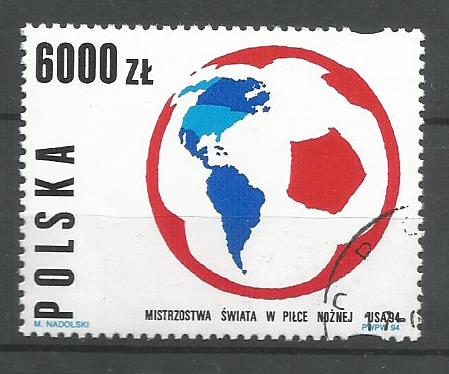 6000 ZŁ
POLSKA
MISTRZOSTWA ŚWIATA W PIŁCE NOŻNEJ USA'94
M. NADOLSKI
PWPW 94